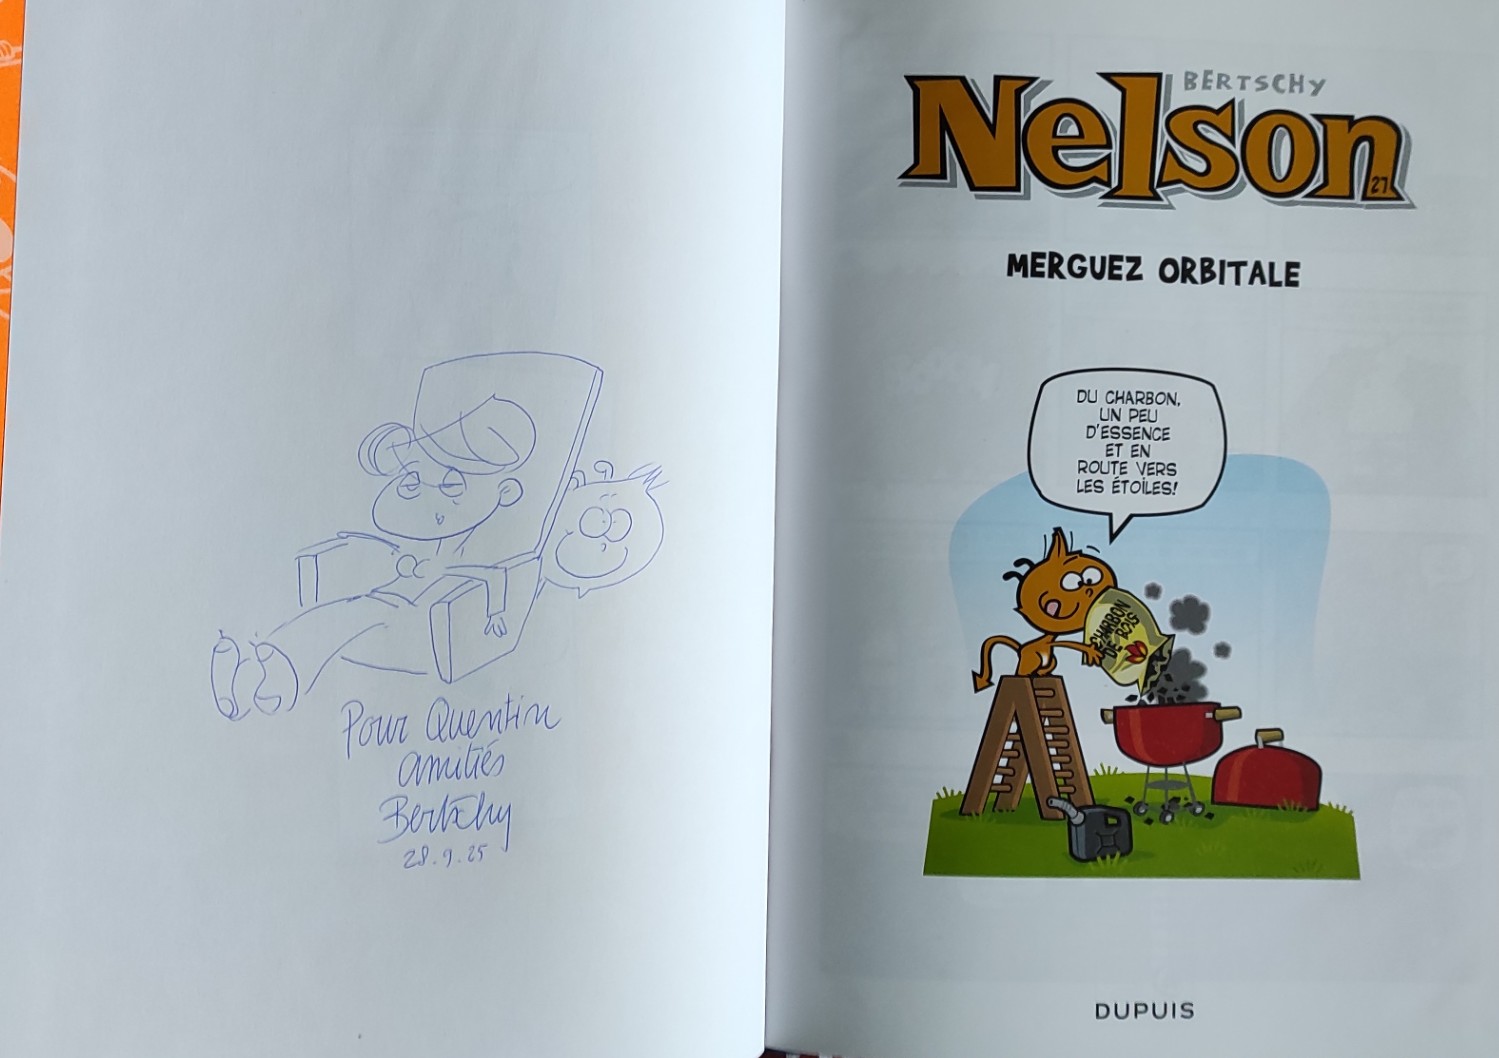 Pour Quentin
amitiés
Bertschy
28.9.25
BERTSCHY
Nelson
27
MERGUEZ ORBITALE
DU CHARBON,
UN PEU
D'ESSENCE
ET EN
ROUTE VERS
LES ÉTOILES!
CHARBON
DE BOIS
DUPUIS